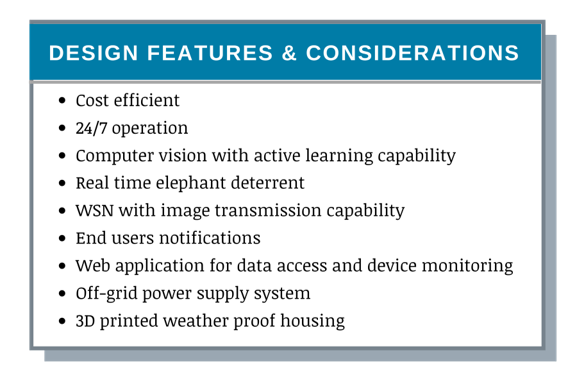 DESIGN FEATURES & CONSIDERATIONS
• Cost efficient
• 24/7 operation
• Computer vision with active learning capability
• Real time elephant deterrent
• WSN with image transmission capability
• End users notifications
• Web application for data access and device monitoring
• Off-grid power supply system
• 3D printed weather proof housing